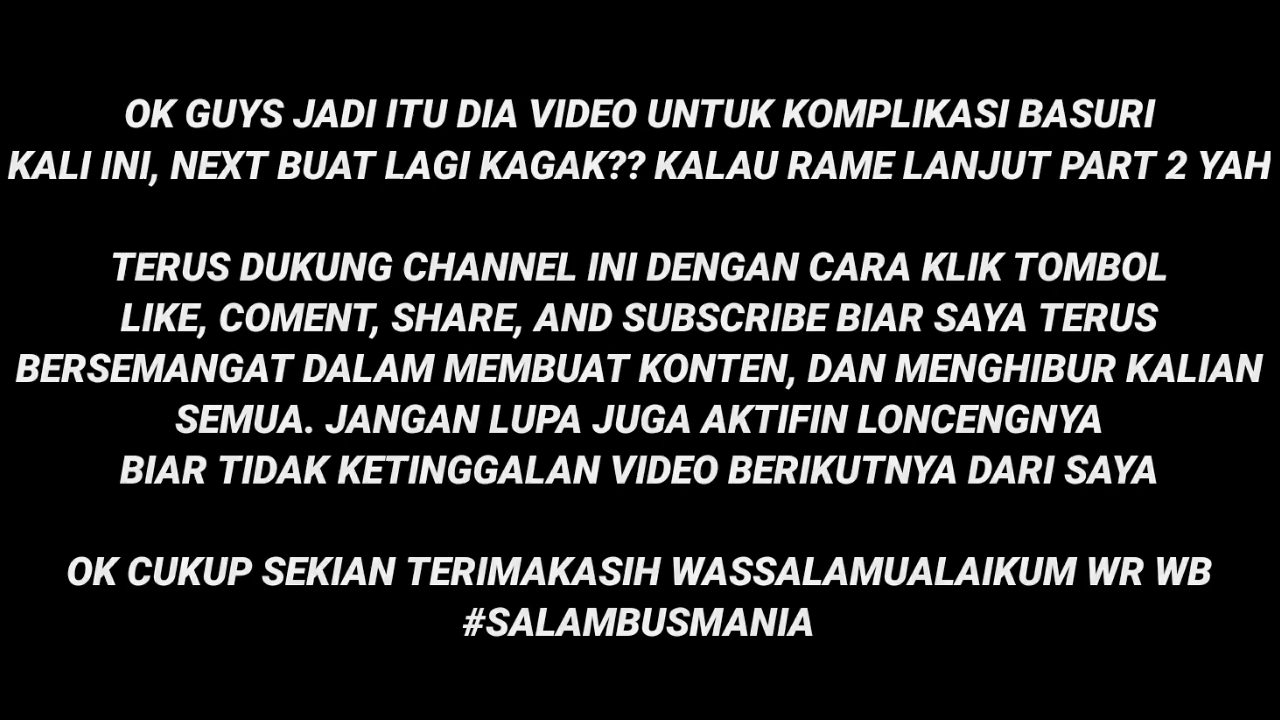 OK GUYS JADI ITU DIA VIDEO UNTUK KOMPLIKASI BASURI
KALI INI, NEXT BUAT LAGI KAGAK?? KALAU RAME LANJUT PART 2 YAH
TERUS DUKUNG CHANNEL INI DENGAN CARA KLIK TOMBOL
LIKE, COMENT, SHARE, AND SUBSCRIBE BIAR SAYA TERUS
BERSEMANGAT DALAM MEMBUAT KONTEN, DAN MENGHIBUR KALIAN
SEMUA. JANGAN LUPA JUGA AKTIFIN LONCENGNYA
BIAR TIDAK KETINGGALAN VIDEO BERIKUTNYA DARI SAYA
OK CUKUP SEKIAN TERIMAKASIH WASSALAMUALAIKUM WR WB
#SALAMBUSMANIA